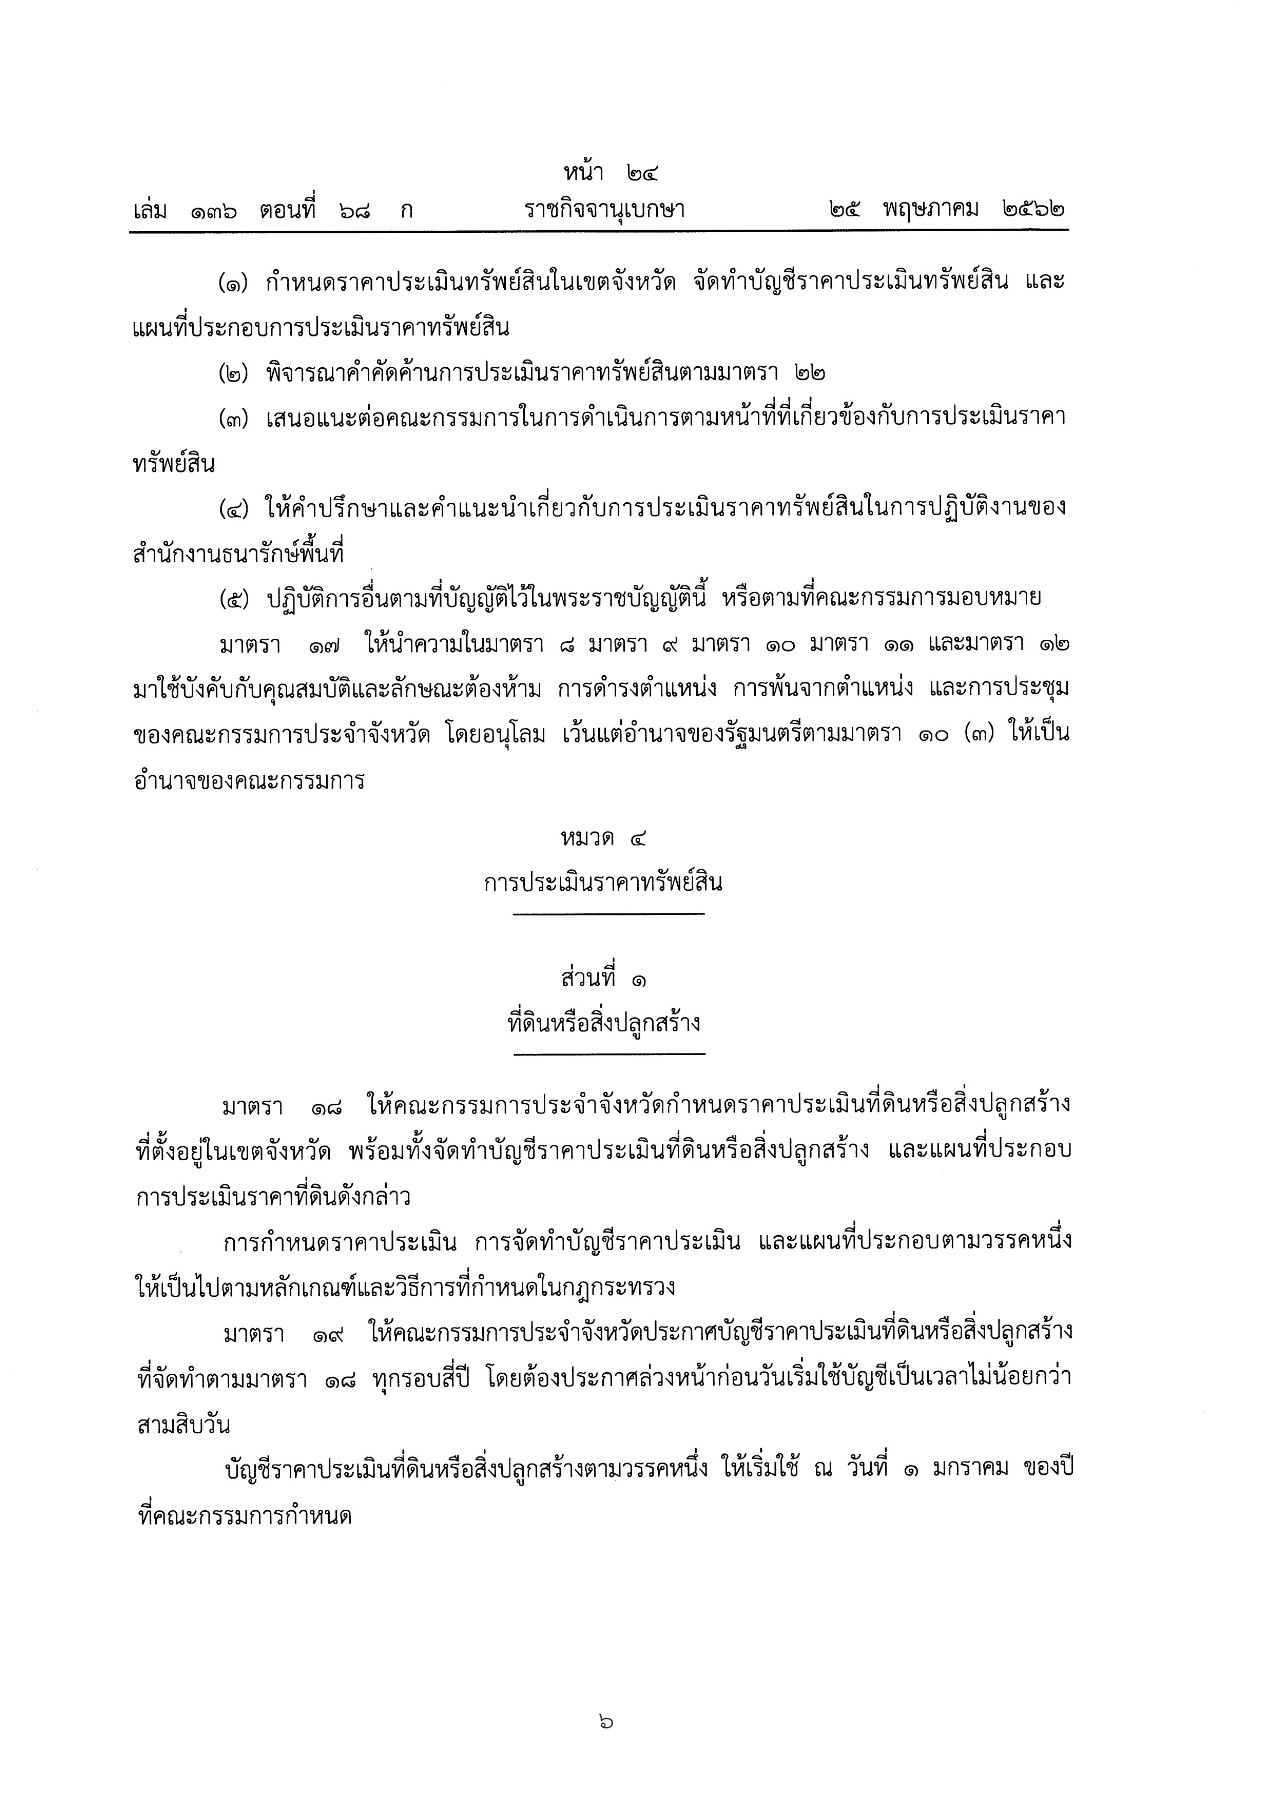 หน้า ๒๔
เล่ม ๑๓๖ ตอนที่ ๖๘ ก ราชกิจจานุเบกษา ๒๕ พฤษภาคม ๒๕๖๒
(๑) กำหนดราคาประเมินทรัพย์สินในเขตจังหวัด จัดทำบัญชีราคาประเมินทรัพย์สิน และ
แผนที่ประกอบการประเมินราคาทรัพย์สิน
(๒) พิจารณาคำคัดค้านการประเมินราคาทรัพย์สินตามมาตรา ๒๒
(๓) เสนอแนะต่อคณะกรรมการในการดำเนินการตามหน้าที่ที่เกี่ยวข้องกับการประเมินราคา
ทรัพย์สิน
(๔) ให้คำปรึกษาและคำแนะนำเกี่ยวกับการประเมินราคาทรัพย์สินในการปฏิบัติงานของ
สำนักงานธนารักษ์พื้นที่
(๕) ปฏิบัติการอื่นตามที่บัญญัติไว้ในพระราชบัญญัตินี้ หรือตามที่คณะกรรมการมอบหมาย
มาตรา ๑๗ ให้นำความในมาตรา ๘ มาตรา ๙ มาตรา ๑๐ มาตรา ๑๑ และมาตรา ๑๒
มาใช้บังคับกับคุณสมบัติและลักษณะต้องห้าม การดำรงตำแหน่ง การพ้นจากตำแหน่ง และการประชุม
ของคณะกรรมการประจำจังหวัด โดยอนุโลม เว้นแต่อำนาจของรัฐมนตรีตามมาตรา ๑๐ (๓) ให้เป็น
อำนาจของคณะกรรมการ
หมวด ๔
การประเมินราคาทรัพย์สิน
ส่วนที่ ๑
ที่ดินหรือสิ่งปลูกสร้าง
มาตรา ๑๘ ให้คณะกรรมการประจำจังหวัดกำหนดราคาประเมินที่ดินหรือสิ่งปลูกสร้าง
ที่ตั้งอยู่ในเขตจังหวัด พร้อมทั้งจัดทำบัญชีราคาประเมินที่ดินหรือสิ่งปลูกสร้าง และแผนที่ประกอบ
การประเมินราคาที่ดินดังกล่าว
การกำหนดราคาประเมิน การจัดทำบัญชีราคาประเมิน และแผนที่ประกอบตามวรรคหนึ่ง
ให้เป็นไปตามหลักเกณฑ์และวิธีการที่กำหนดในกฎกระทรวง
มาตรา ๑๙ ให้คณะกรรมการประจำจังหวัดประกาศบัญชีราคาประเมินที่ดินหรือสิ่งปลูกสร้าง
ที่จัดทำตามมาตรา ๑๘ ทุกรอบสี่ปี โดยต้องประกาศล่วงหน้าก่อนวันเริ่มใช้บัญชีเป็นเวลาไม่น้อยกว่า
สามสิบวัน
บัญชีราคาประเมินที่ดินหรือสิ่งปลูกสร้างตามวรรคหนึ่ง ให้เริ่มใช้ ณ วันที่ ๑ มกราคม ของปี
ที่คณะกรรมการกำหนด
๖